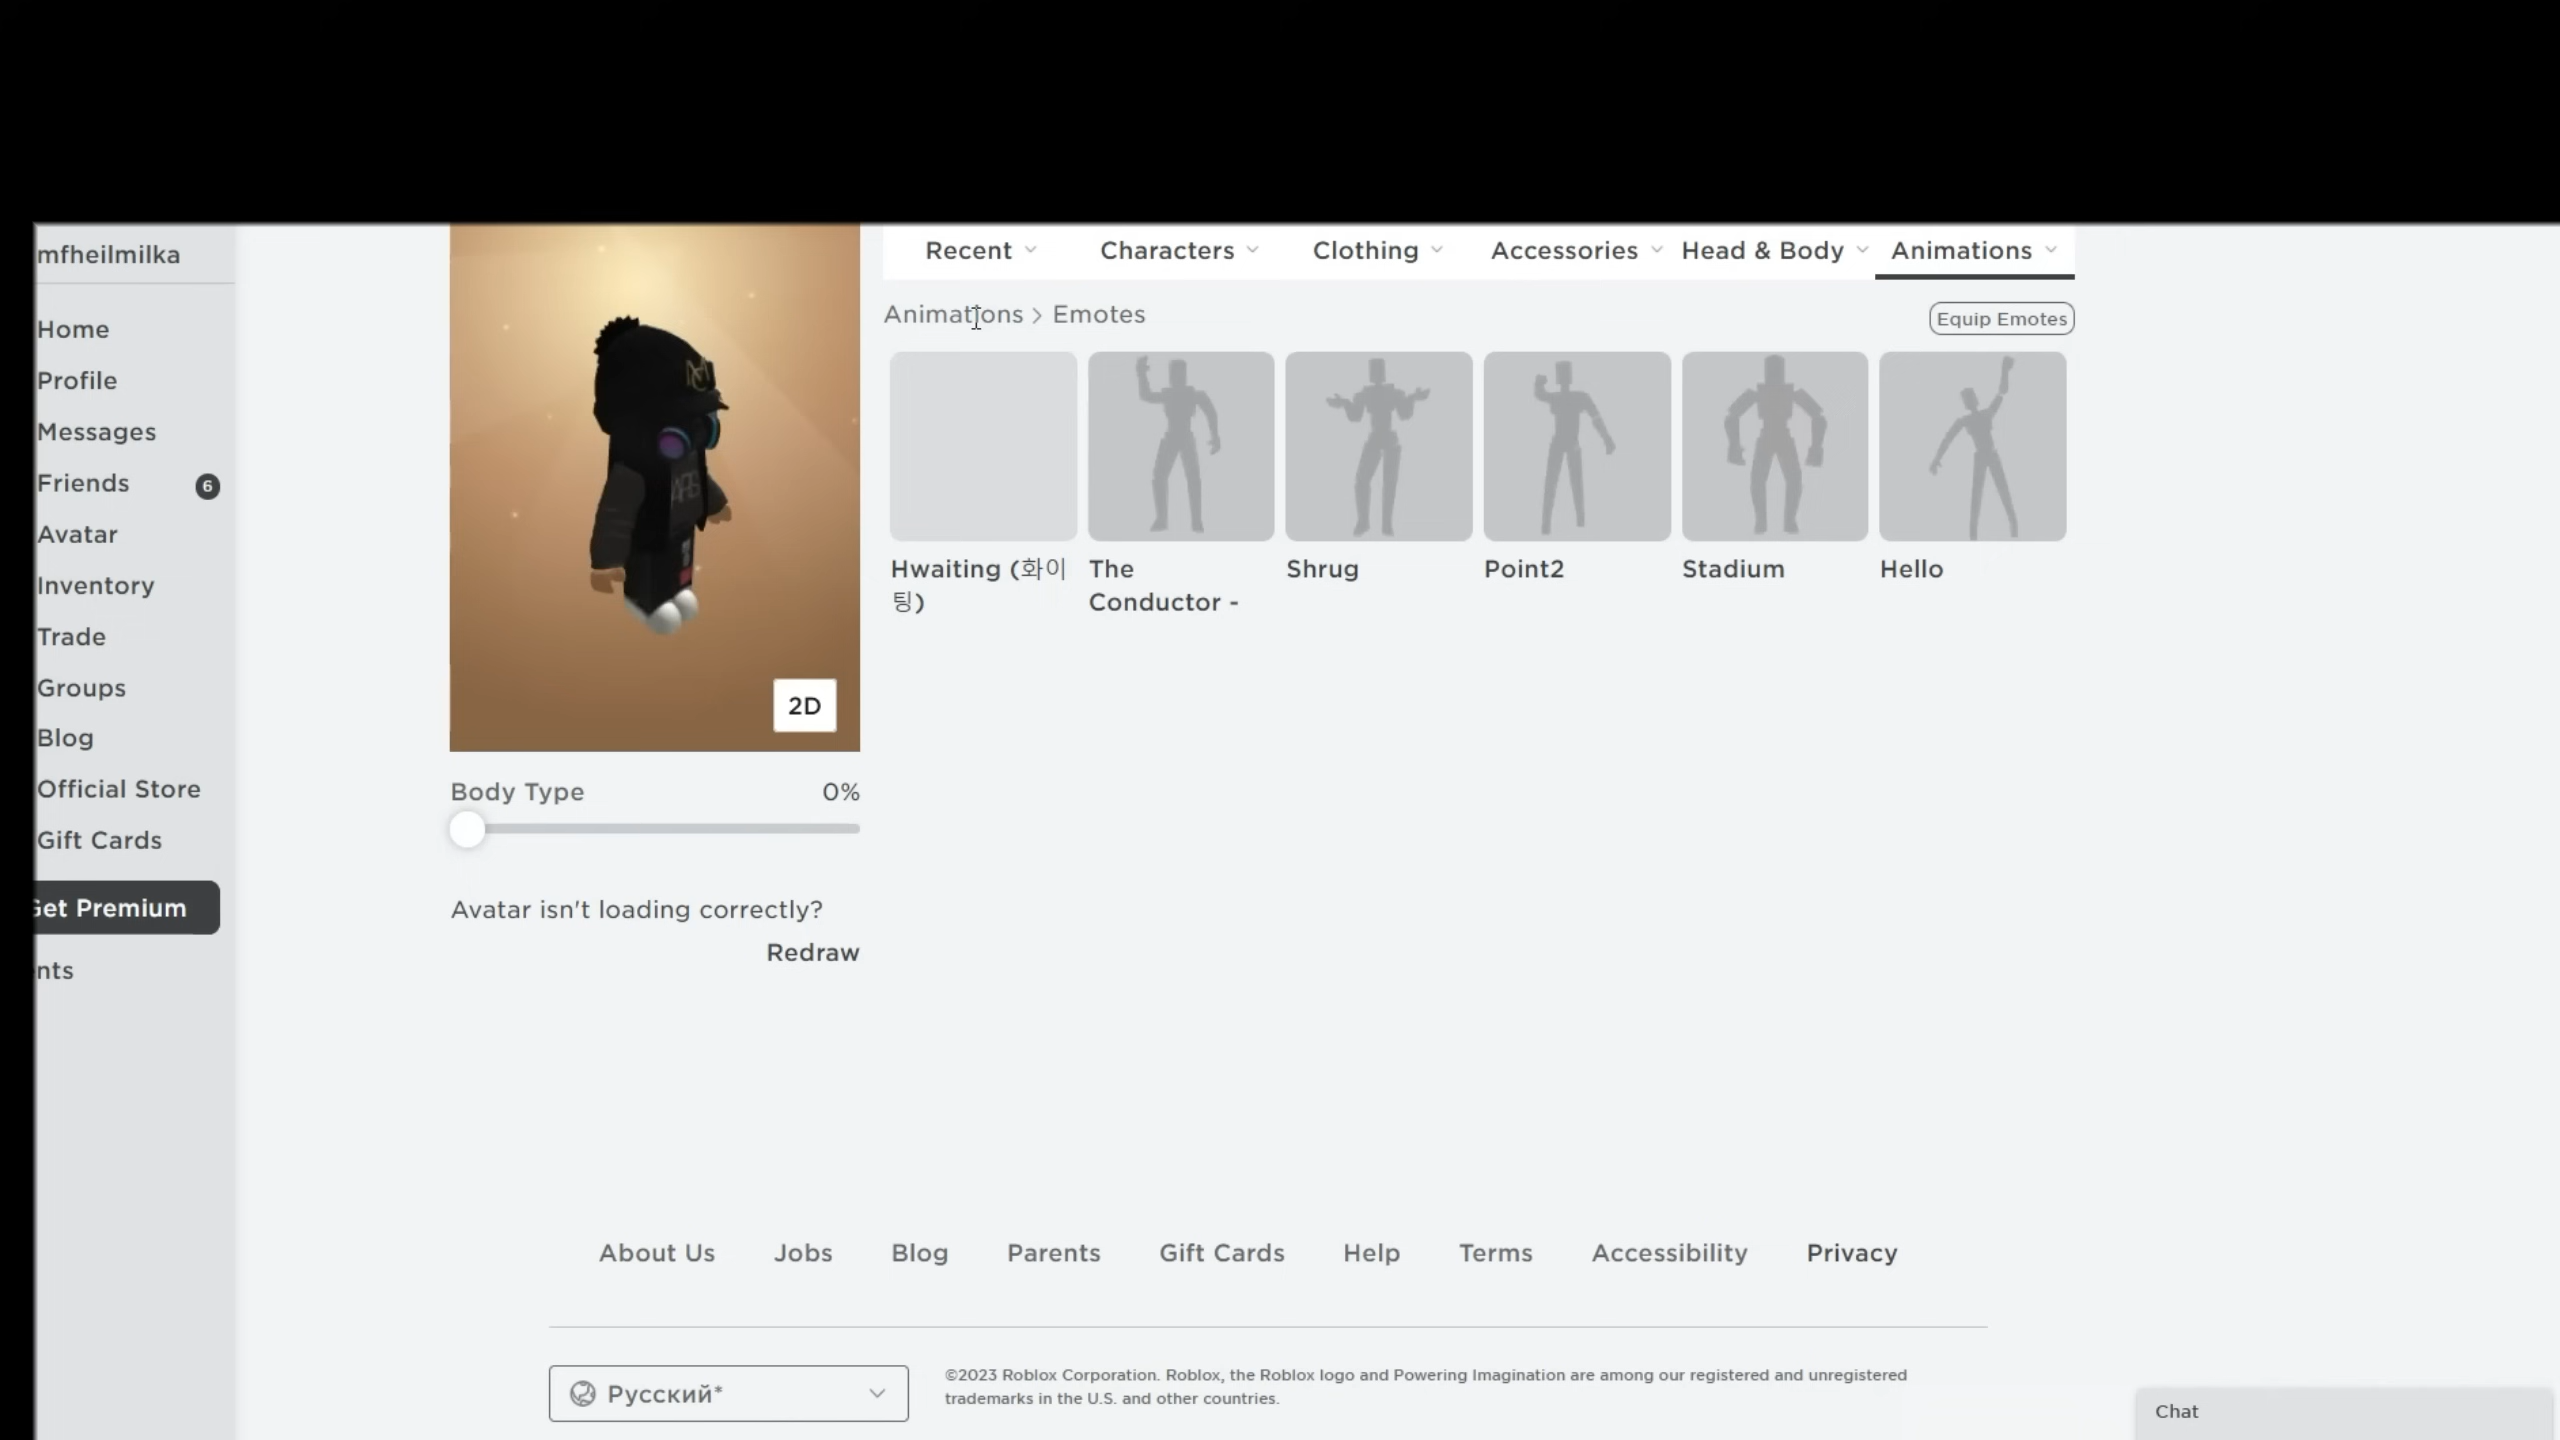 mfheilmilka
Home
Profile
Messages
Friends 6
Avatar
Inventory
Trade
Groups
Blog
Official Store
Gift Cards
Get Premium
nts
2D
Body Type 0%
Avatar isn't loading correctly?
Redraw
Recent Characters Clothing Accessories Head & Body Animations
Animations > Emotes
Equip Emotes
Hwaiting (화이
팅)
The
Conductor -
Shrug
Point2
Stadium
Hello
About Us Jobs Blog Parents Gift Cards Help Terms Accessibility Privacy
Русский*
©2023 Roblox Corporation. Roblox, the Roblox logo and Powering Imagination are among our registered and unregistered
trademarks in the U.S. and other countries.
Chat